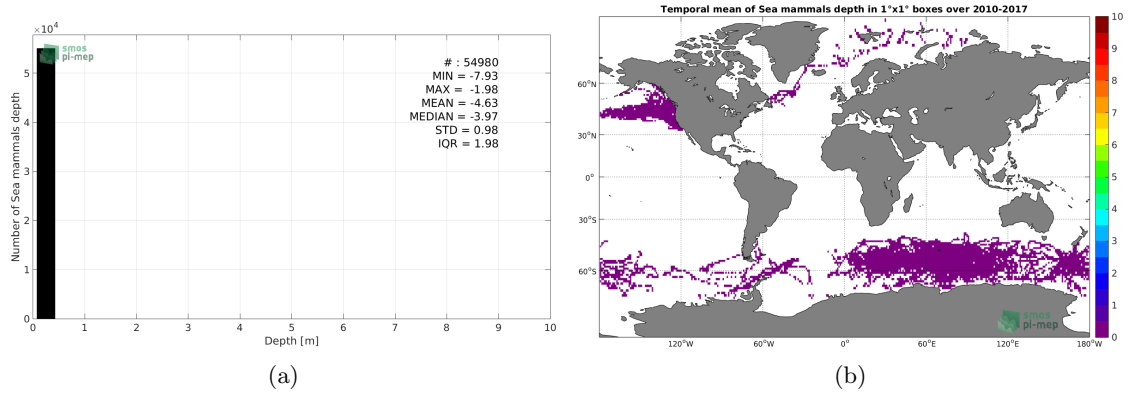 ×10⁴
smos
pi-mep
# : 54980
MIN = -7.93
MAX = -1.98
MEAN = -4.63
MEDIAN = -3.97
STD = 0.98
IQR = 1.98
Number of Sea mammals depth
5
4
3
2
1
0
0 1 2 3 4 5 6 7 8 9 10
Depth [m]
(a)
Temporal mean of Sea mammals depth in 1°x1° boxes over 2010-2017
60°N
30°N
0°
30°S
60°S
120°W 60°W 0° 60°E 120°E 180°W
smos
pi-mep
10
9
8
7
6
5
4
3
2
1
0
(b)